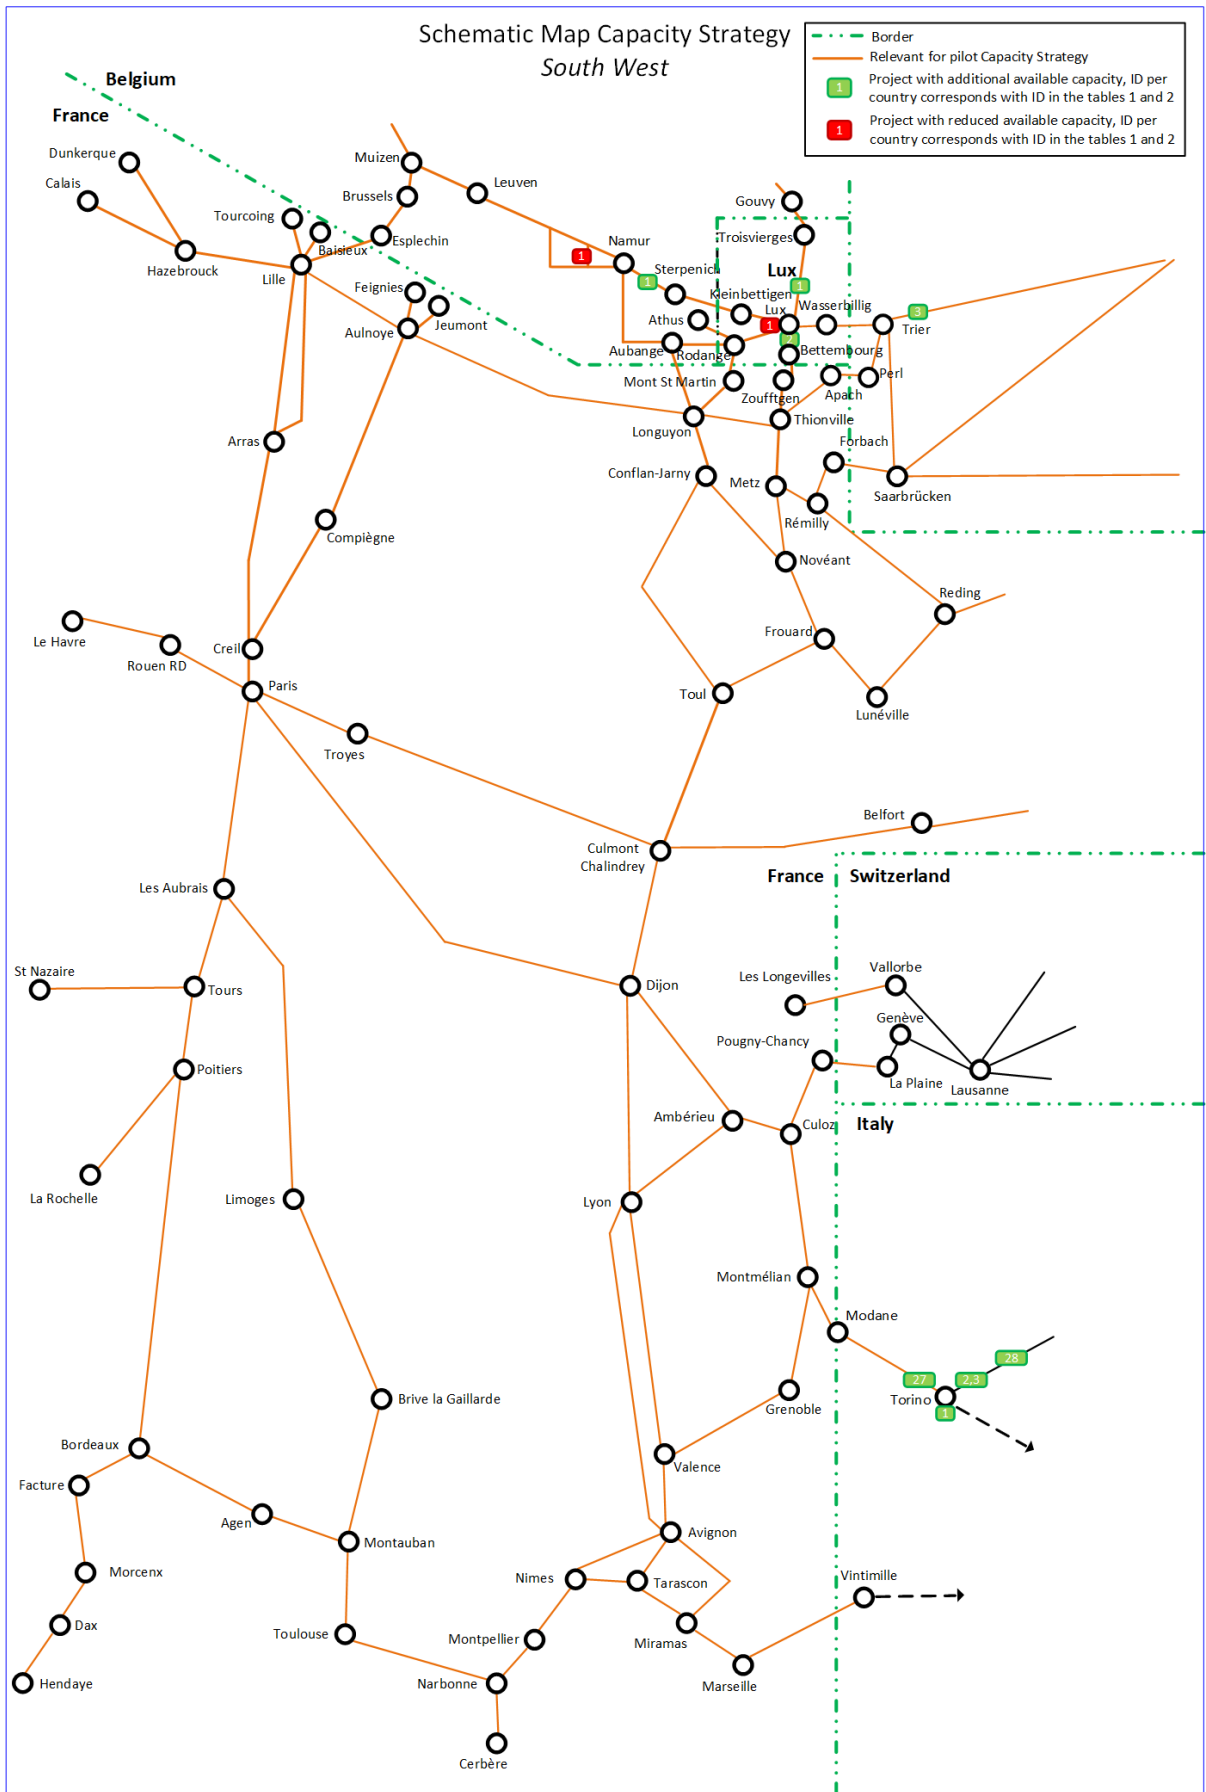 Schematic Map Capacity Strategy
South West
Border
Relevant for pilot Capacity Strategy
1
Project with additional available capacity, ID per
country corresponds with ID in the tables 1 and 2
1
Project with reduced available capacity, ID per
country corresponds with ID in the tables 1 and 2
Belgium
France
Dunkerque
Calais
Hazebrouck
Tourcoing
Baisieux
Lille
Muizen
Brussels
Esplechin
Leuven
Feignies
Jeumont
Aulnoye
Namur
1
1
Sterpenich
Kleinbettigen
Athus
Aubange
Rodange
Gouvy
Troisvierges
Lux
1
Lux
1
2
Wasserbillig
Bettembourg
3
Trier
Mont St Martin
Zoufftgen
Apach
Perl
Longuyon
Thionville
Forbach
Arras
Conflan-Jarny
Metz
Rémilly
Saarbrücken
Compiègne
Novéant
Reding
Le Havre
Rouen RD
Creil
Paris
Frouard
Toul
Lunéville
Troyes
Belfort
Culmont
Chalindrey
France
Switzerland
Les Aubrais
St Nazaire
Tours
Dijon
Les Longevilles
Vallorbe
Genève
Pougny-Chancy
La Plaine
Lausanne
Poitiers
Ambérieu
Culoz
Italy
La Rochelle
Limoges
Lyon
Montmélian
Modane
28
27
2,3
Torino
1
Brive la Gaillarde
Grenoble
Bordeaux
Valence
Facture
Agen
Montauban
Avignon
Morcenx
Nimes
Tarascon
Vintimille
Dax
Toulouse
Montpellier
Miramas
Hendaye
Narbonne
Marseille
Cerbère